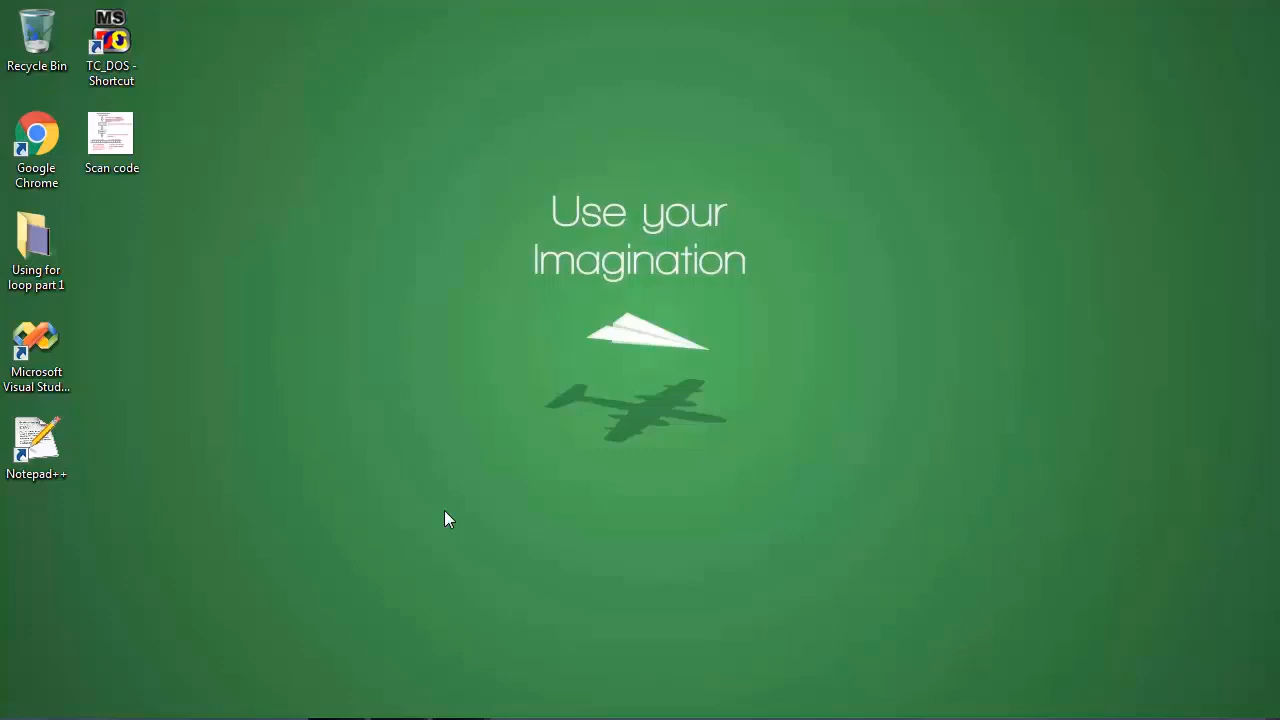 Recycle Bin
TC_DOS -
Shortcut
Google
Chrome
Scan code
Using for
loop part 1
Microsoft
Visual Stud...
Notepad++
Use your
Imagination
MS